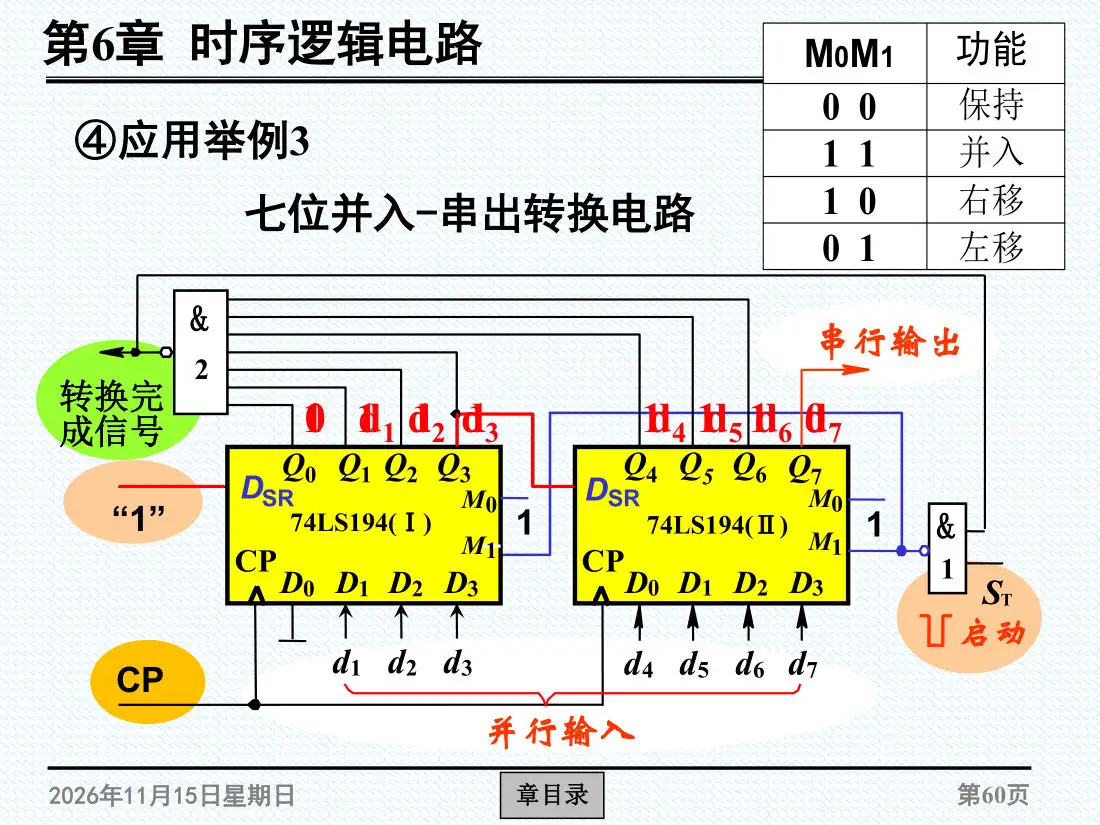 第6章 时序逻辑电路
M0M1 功能
0 0 保持
1 1 并入
1 0 右移
0 1 左移
④应用举例3
七位并入-串出转换电路
&
2
串行输出
转换完
成信号
d1 d2 d3
d4 d5 d6 d7
Q0 Q1 Q2 Q3
Q4 Q5 Q6 Q7
DSR
M0
1
DSR
M0
1
“1”
74LS194(Ⅰ)
74LS194(Ⅱ)
M1
M1
&
1
CP
CP
D0 D1 D2 D3
D0 D1 D2 D3
ST
启动
d1 d2 d3
d4 d5 d6 d7
CP
并行输入
2026年11月15日星期日
章目录
第60页